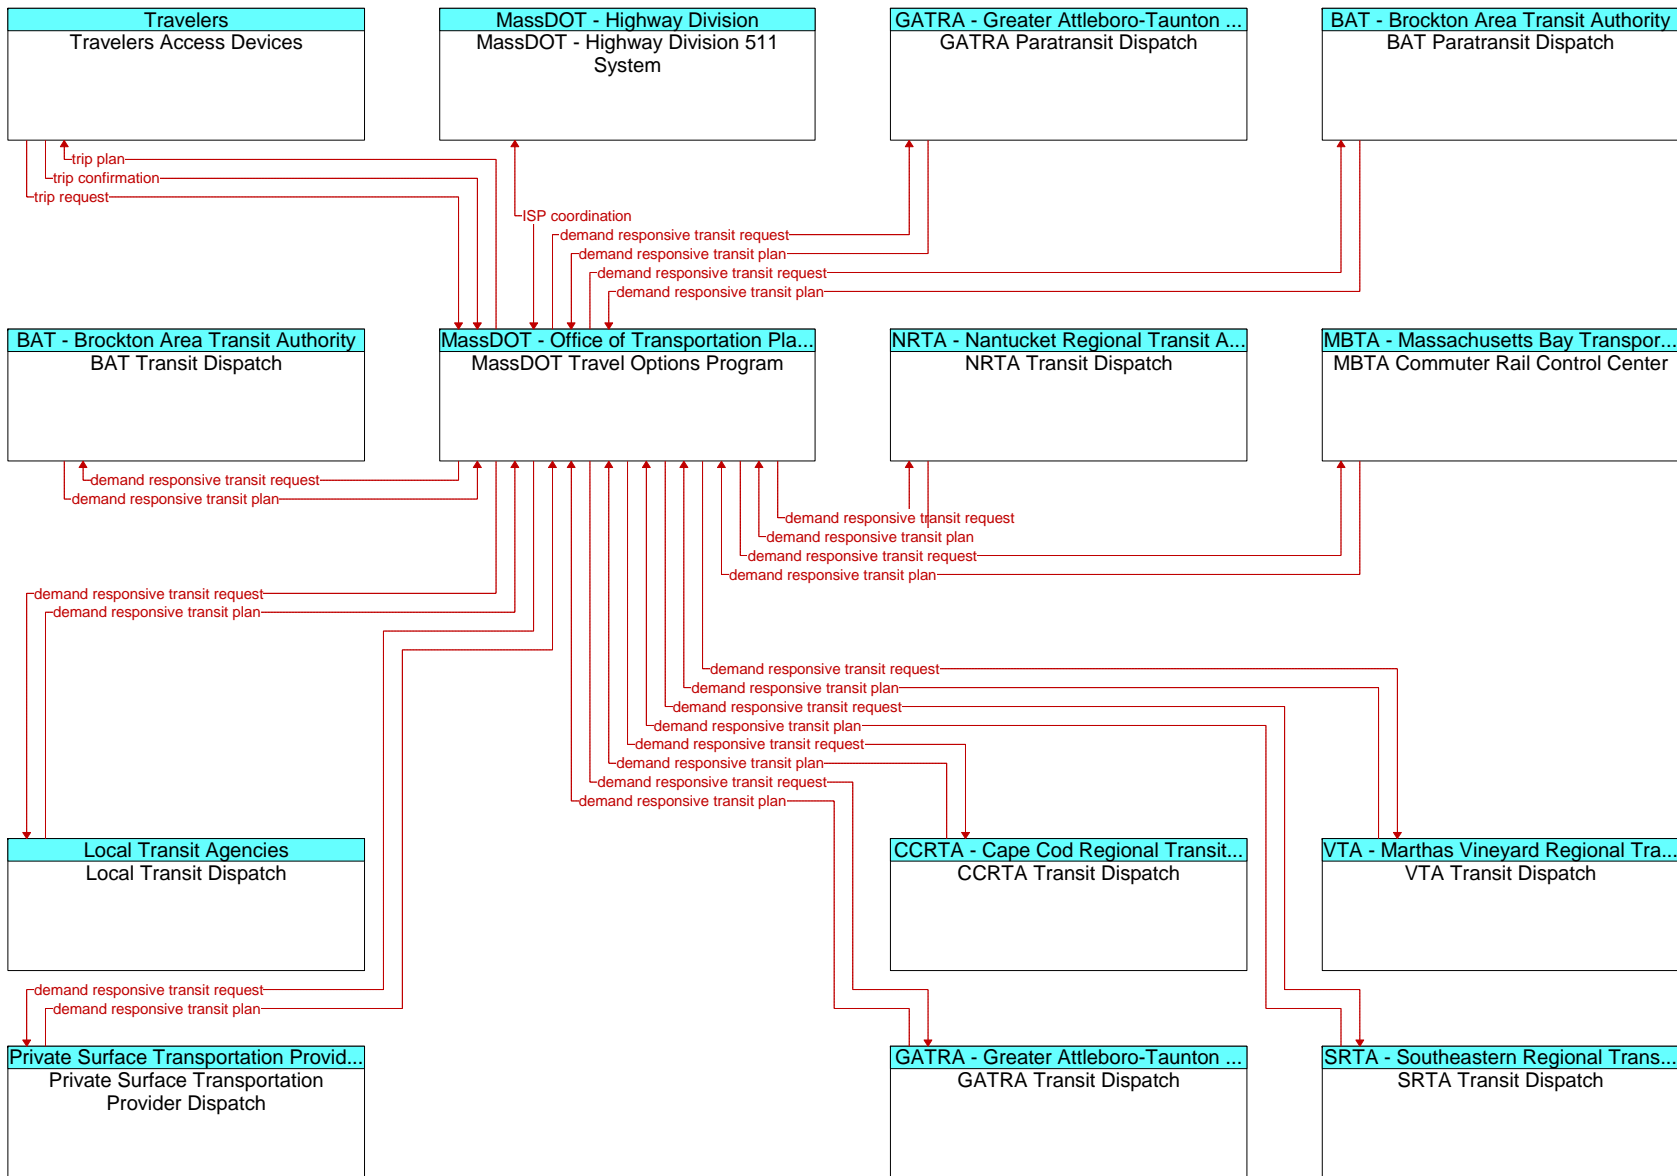 Travelers
Travelers Access Devices
MassDOT - Highway Division
MassDOT - Highway Division 511
System
GATRA - Greater Attleboro-Taunton ...
GATRA Paratransit Dispatch
BAT - Brockton Area Transit Authority
BAT Paratransit Dispatch
trip plan
trip confirmation
trip request
ISP coordination
demand responsive transit request
demand responsive transit plan
demand responsive transit request
demand responsive transit plan
BAT - Brockton Area Transit Authority
BAT Transit Dispatch
MassDOT - Office of Transportation Pla...
MassDOT Travel Options Program
NRTA - Nantucket Regional Transit A...
NRTA Transit Dispatch
MBTA - Massachusetts Bay Transpor...
MBTA Commuter Rail Control Center
demand responsive transit request
demand responsive transit plan
demand responsive transit request
demand responsive transit plan
demand responsive transit request
demand responsive transit plan
demand responsive transit request
demand responsive transit plan
demand responsive transit request
demand responsive transit plan
demand responsive transit request
demand responsive transit plan
demand responsive transit request
demand responsive transit plan
demand responsive transit request
demand responsive transit plan
Local Transit Agencies
Local Transit Dispatch
CCRTA - Cape Cod Regional Transit...
CCRTA Transit Dispatch
VTA - Marthas Vineyard Regional Tra...
VTA Transit Dispatch
demand responsive transit request
demand responsive transit plan
Private Surface Transportation Provid...
Private Surface Transportation
Provider Dispatch
GATRA - Greater Attleboro-Taunton ...
GATRA Transit Dispatch
SRTA - Southeastern Regional Trans...
SRTA Transit Dispatch